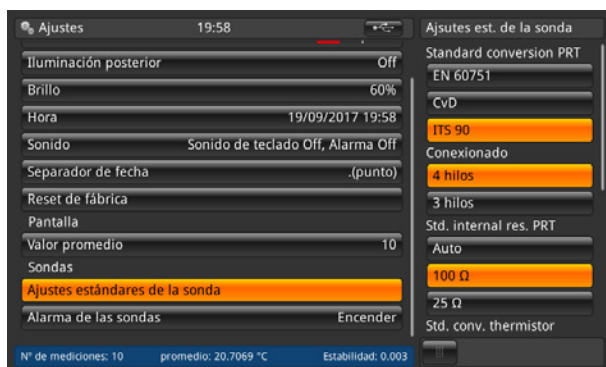 Ajustes 19:58
Iluminación posterior Off
Brillo 60%
Hora 19/09/2017 19:58
Sonido Sonido de teclado Off, Alarma Off
Separador de fecha .(punto)
Reset de fábrica
Pantalla
Valor promedio 10
Sondas
Ajustes estándares de la sonda
Alarma de las sondas Encender
N° de mediciones: 10 promedio: 20.7069 °C Estabilidad: 0.003
Ajsutes est. de la sonda
Standard conversion PRT
EN 60751
CvD
ITS 90
Conexionado
4 hilos
3 hilos
Std. internal res. PRT
Auto
100 Ω
25 Ω
Std. conv. thermistor